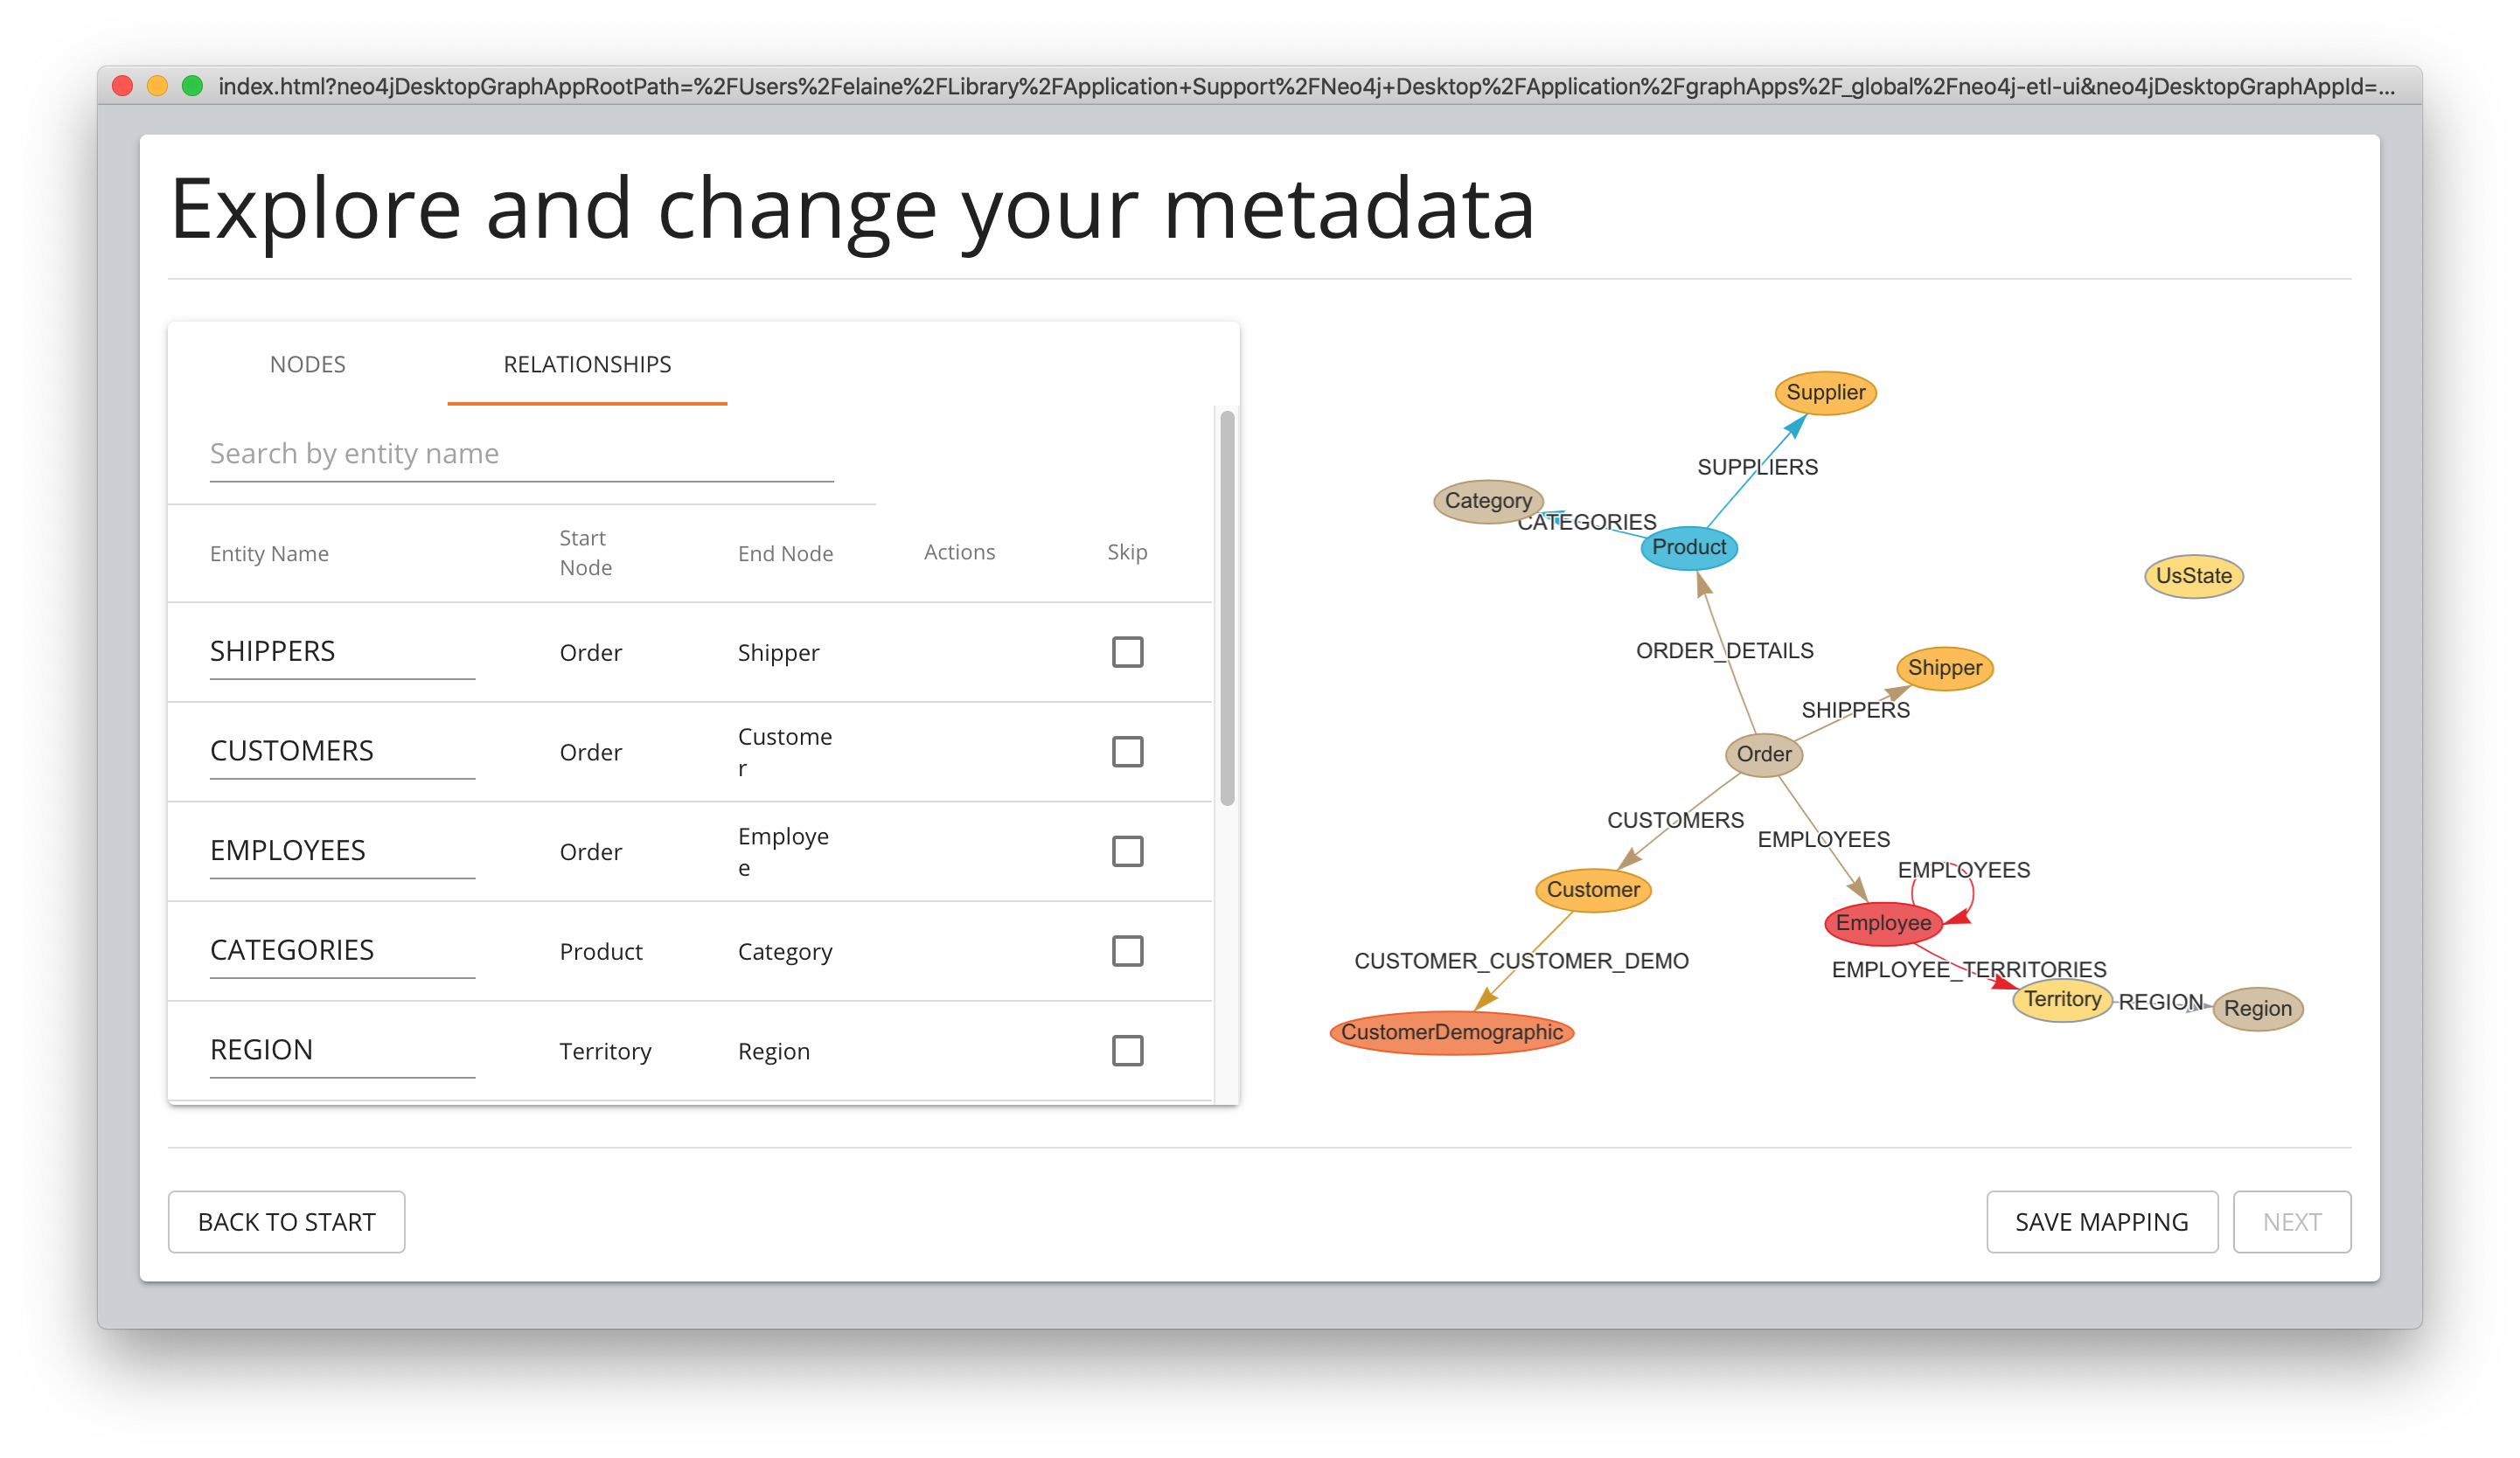 index.html?neo4jDesktopGraphAppRootPath=%2FUsers%2Felaine%2FLibrary%2FApplication+Support%2FNeo4j+Desktop%2FApplication%2FgraphApps%2F_global%2Fneo4j-etl-ui&neo4jDesktopGraphAppId=...
Explore and change your metadata
NODES
RELATIONSHIPS
Search by entity name
Entity Name
Start
Node
End Node
Actions
Skip
SHIPPERS
Order
Shipper
CUSTOMERS
Order
Custome
r
EMPLOYEES
Order
Employe
e
CATEGORIES
Product
Category
REGION
Territory
Region
Supplier
SUPPLIERS
Category
CATEGORIES
Product
UsState
ORDER_DETAILS
Shipper
SHIPPERS
Order
CUSTOMERS
EMPLOYEES
EMPLOYEES
Customer
Employee
CUSTOMER_CUSTOMER_DEMO
EMPLOYEE_TERRITORIES
Territory
REGION
Region
CustomerDemographic
BACK TO START
SAVE MAPPING
NEXT